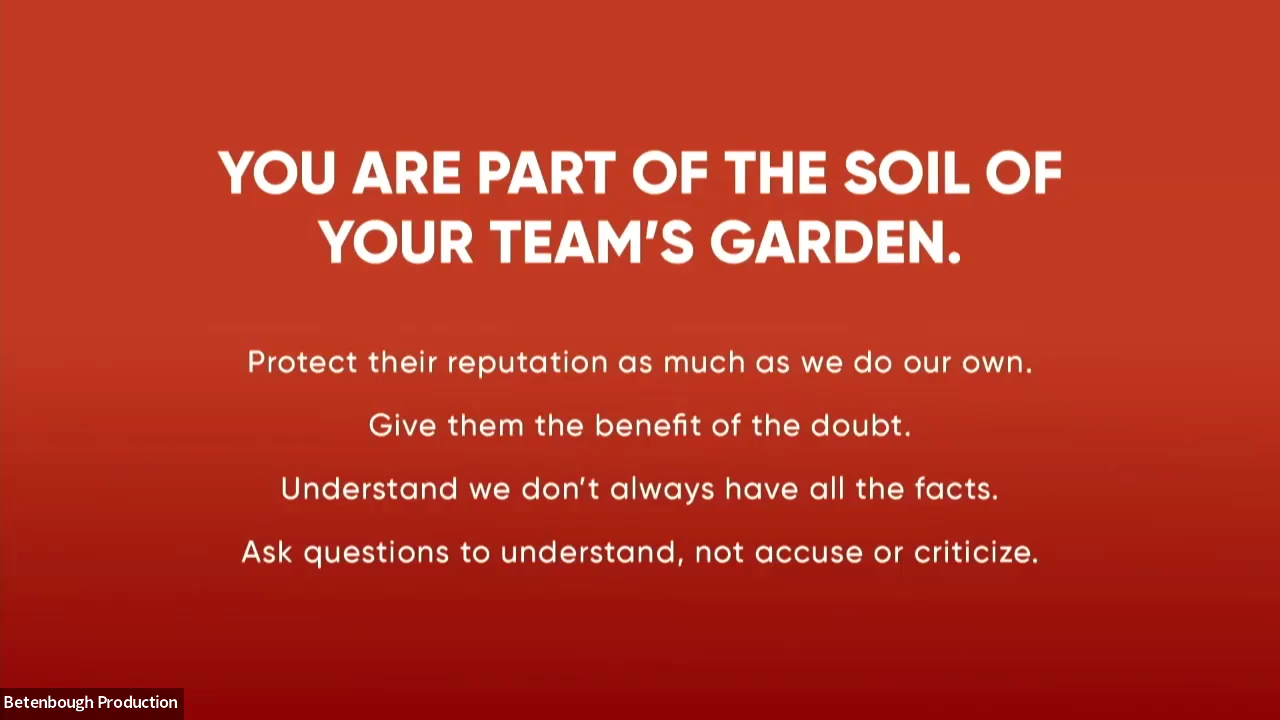 YOU ARE PART OF THE SOIL OF
YOUR TEAM’S GARDEN.
Protect their reputation as much as we do our own.
Give them the benefit of the doubt.
Understand we don’t always have all the facts.
Ask questions to understand, not accuse or criticize.
Betenbough Production